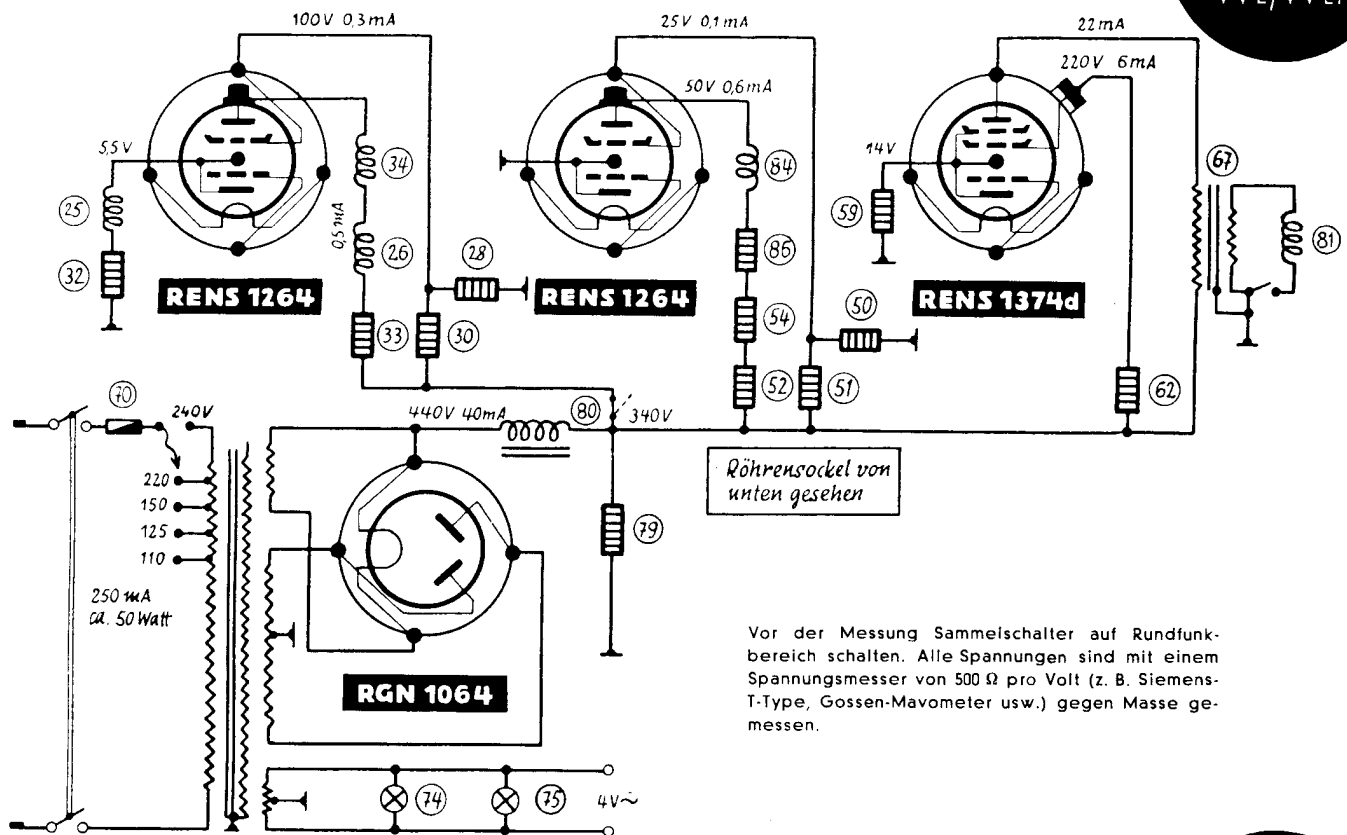 100V 0,3mA
25V 0,1mA
22mA
220V 6mA
50V 0,6mA
5,5V
14V
34
84
67
25
0,5mA
59
26
86
81
32
28
RENS 1264
RENS 1264
RENS 1374d
33
30
54
50
52
51
62
70
240V
440V 40mA
80
340V
220
150
125
110
Röhrensockel von
unten gesehen
79
250 mA
ca. 50 Watt
RGN 1064
Vor der Messung Sammelschalter auf Rundfunk-
bereich schalten. Alle Spannungen sind mit einem
Spannungsmesser von 500 Ω pro Volt (z. B. Siemens-
T-Type, Gossen-Mavometer usw.) gegen Masse ge-
messen.
74
75
4V~